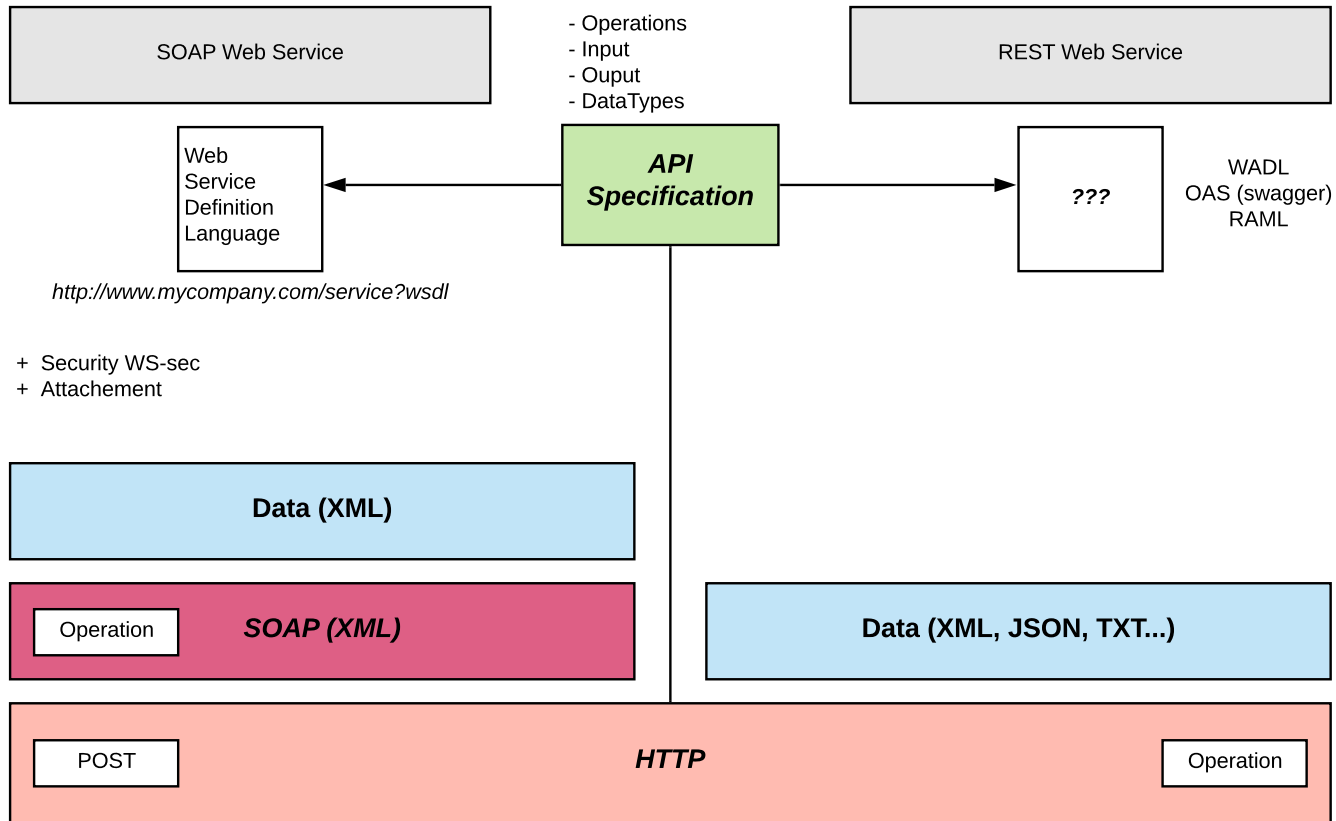 SOAP Web Service
- Operations
- Input
- Ouput
- DataTypes
REST Web Service
Web
Service
Definition
Language
API
Specification
???
WADL
OAS (swagger)
RAML
http://www.mycompany.com/service?wsdl
+ Security WS-sec
+ Attachement
Data (XML)
Operation
SOAP (XML)
Data (XML, JSON, TXT...)
POST
HTTP
Operation